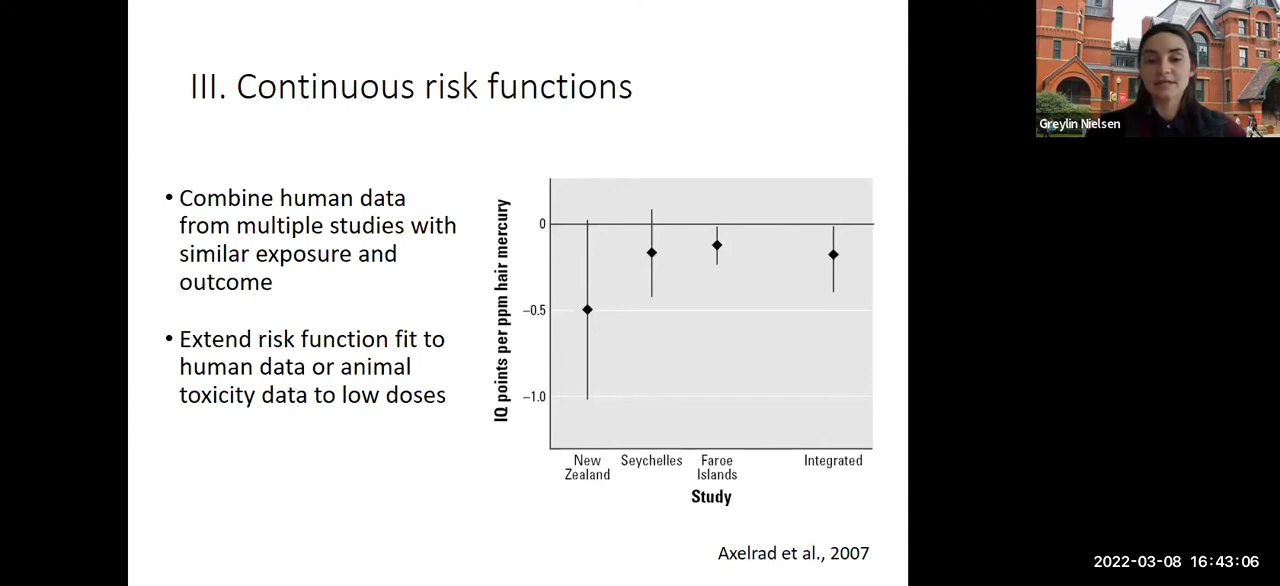 III. Continuous risk functions
• Combine human data
from multiple studies with
similar exposure and
outcome
• Extend risk function fit to
human data or animal
toxicity data to low doses
IQ points per ppm hair mercury
0
–0.5
–1.0
New Zealand
Seychelles
Faroe Islands
Integrated
Study
Axelrad et al., 2007
Greylin Nielsen
2022-03-08 16:43:06